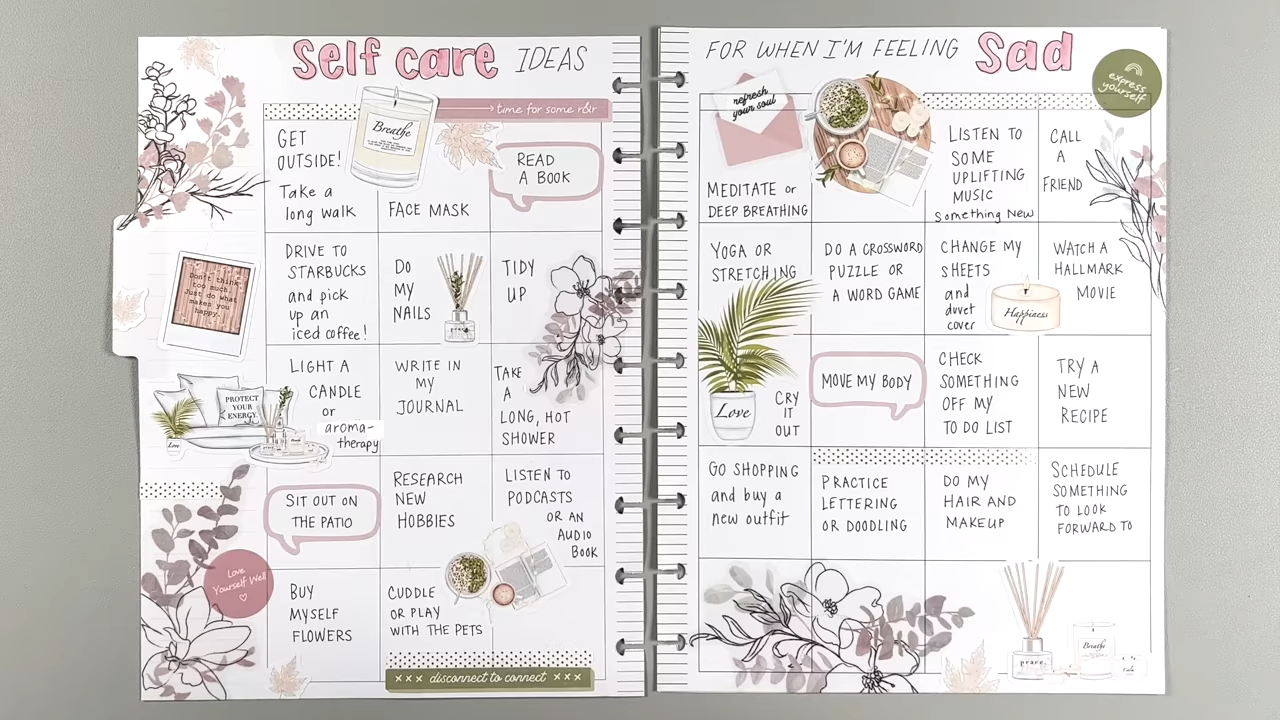 Self care IDEAS
time for some r&r
Breathe
GET
OUTSIDE!
Take a
long walk
FACE MASK
READ
A BOOK
Don't think
too much.
Just do what
makes you
happy.
DRIVE TO
STARBUCKS
and pick
up an
iced coffee!
DO
MY
NAILS
TIDY
UP
PROTECT
YOUR
ENERGY
Love
LIGHT A
CANDLE
or
aroma-
therapy
WRITE IN
MY
JOURNAL
TAKE
A
LONG, HOT
SHOWER
SIT OUT ON
THE PATIO
RESEARCH
NEW
HOBBIES
LISTEN TO
PODCASTS
OR AN
AUDIO
BOOK
Love
Yourself Well
BUY
MYSELF
FLOWERS
CUDDLE
OR PLAY
WITH THE PETS
xxx disconnect to connect xxx
FOR WHEN I'M FEELING Sad
express
yourself
refresh
your soul
MEDITATE or
DEEP BREATHING
LISTEN TO
SOME
UPLIFTING
MUSIC
Something New
CALL
A
FRIEND
YOGA OR
STRETCHING
DO A CROSSWORD
PUZZLE OR
A WORD GAME
CHANGE MY
SHEETS
and
duvet
cover
Happiness
WATCH A
HALLMARK
MOVIE
Love
CRY
IT
OUT
MOVE MY BODY
CHECK
SOMETHING
OFF MY
TO DO LIST
TRY A
NEW
RECIPE
GO SHOPPING
and buy a
new outfit
PRACTICE
LETTERING
OR DOODLING
DO MY
HAIR AND
MAKEUP
SCHEDULE
SOMETHING
TO LOOK
FORWARD TO
peace
Breathe
Calm